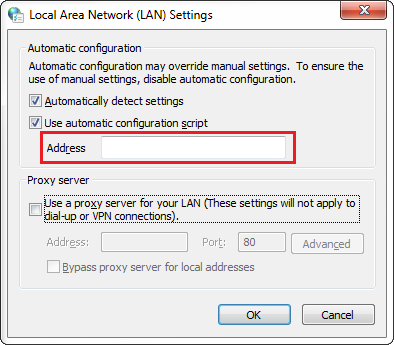 Local Area Network (LAN) Settings
Automatic configuration
Automatic configuration may override manual settings. To ensure the
use of manual settings, disable automatic configuration.
Automatically detect settings
Use automatic configuration script
Address
Proxy server
Use a proxy server for your LAN (These settings will not apply to
dial-up or VPN connections).
Address: Port: 80 Advanced
Bypass proxy server for local addresses
OK Cancel